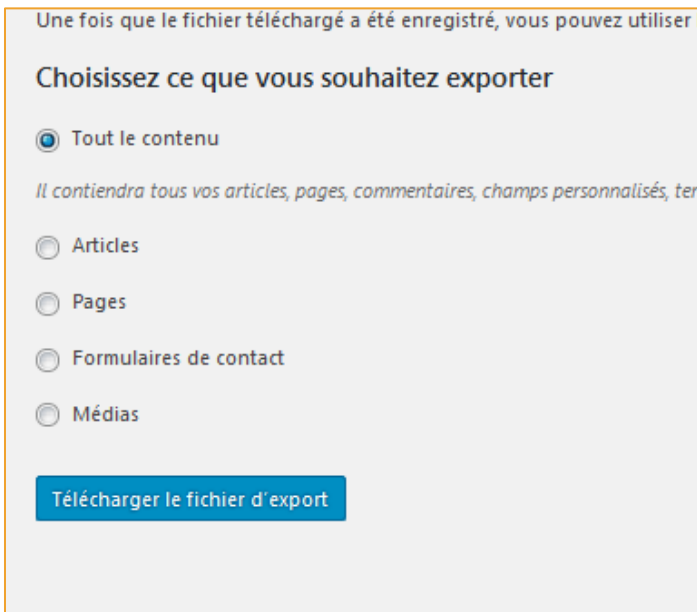 Une fois que le fichier téléchargé a été enregistré, vous pouvez utiliser
Choisissez ce que vous souhaitez exporter
Tout le contenu
Il contiendra tous vos articles, pages, commentaires, champs personnalisés, ter
Articles
Pages
Formulaires de contact
Médias
Télécharger le fichier d'export